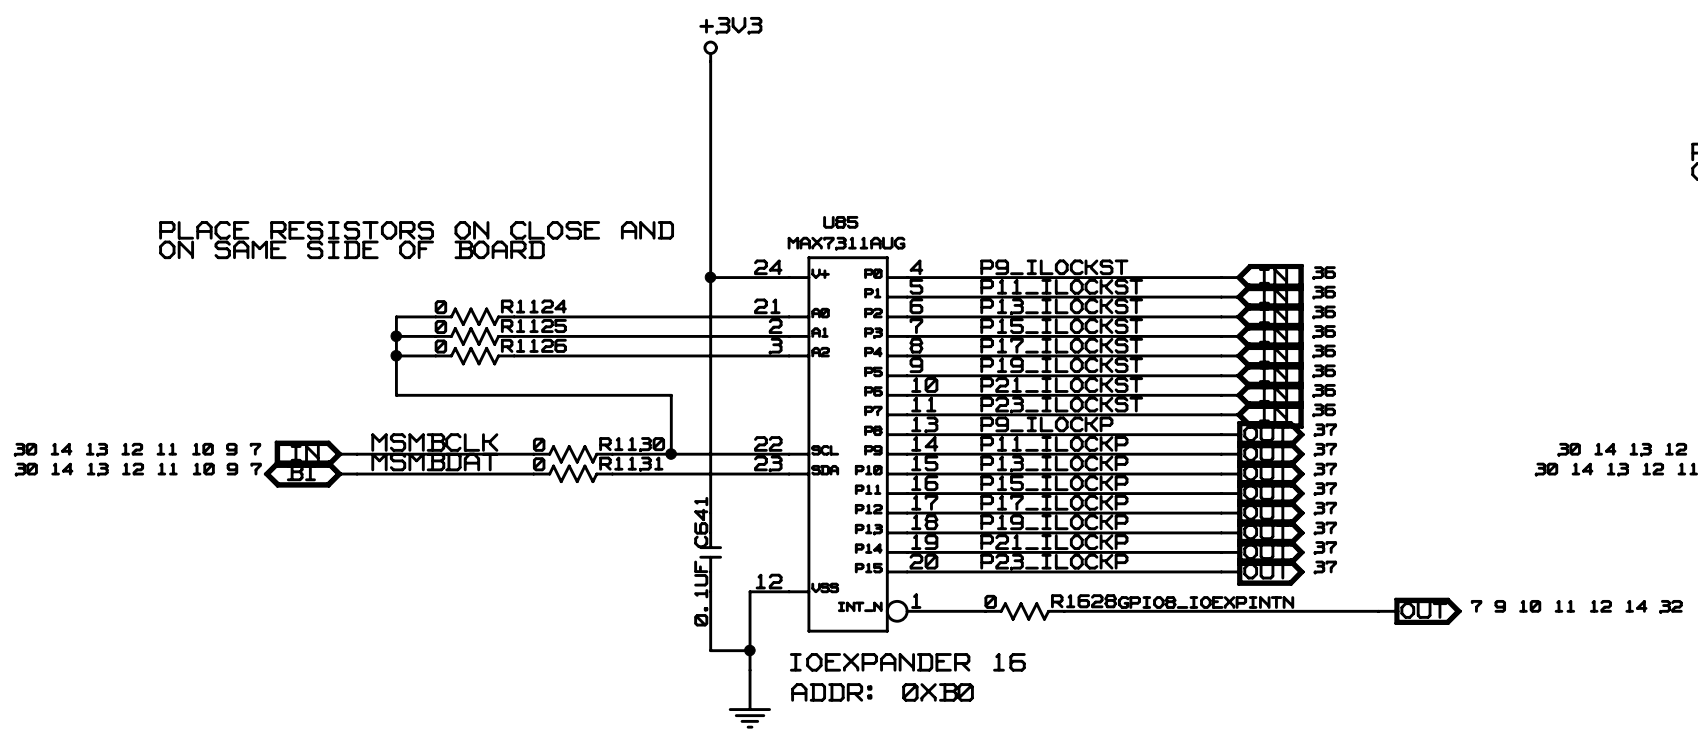 +3V3
PLACE RESISTORS ON CLOSE AND
ON SAME SIDE OF BOARD
U85
MAX7311AUG
24 V+ P0 4 P9_ILOCKST IN 36
P1 5 P11_ILOCKST IN 36
0 R1124 21 A0 P2 6 P13_ILOCKST IN 36
0 R1125 2 A1 P3 7 P15_ILOCKST IN 36
0 R1126 3 A2 P4 8 P17_ILOCKST IN 36
P5 9 P19_ILOCKST IN 36
P6 10 P21_ILOCKST IN 36
P7 11 P23_ILOCKST IN 36
P8 13 P9_ILOCKP OUT 37
30 14 13 12 11 10 9 7 IN MSMBCLK 0 R1130 22 SCL P9 14 P11_ILOCKP OUT 37 30 14 13 12
30 14 13 12 11 10 9 7 BI MSMBDAT 0 R1131 23 SDA P10 15 P13_ILOCKP OUT 37 30 14 13 12 11
P11 16 P15_ILOCKP OUT 37
P12 17 P17_ILOCKP OUT 37
P13 18 P19_ILOCKP OUT 37
P14 19 P21_ILOCKP OUT 37
P15 20 P23_ILOCKP OUT 37
0.1UF C641
12 VSS
INT_N 1 0 R1628 GPIO8_IOEXPINTN OUT 7 9 10 11 12 14 32
IOEXPANDER 16
ADDR: 0XB0